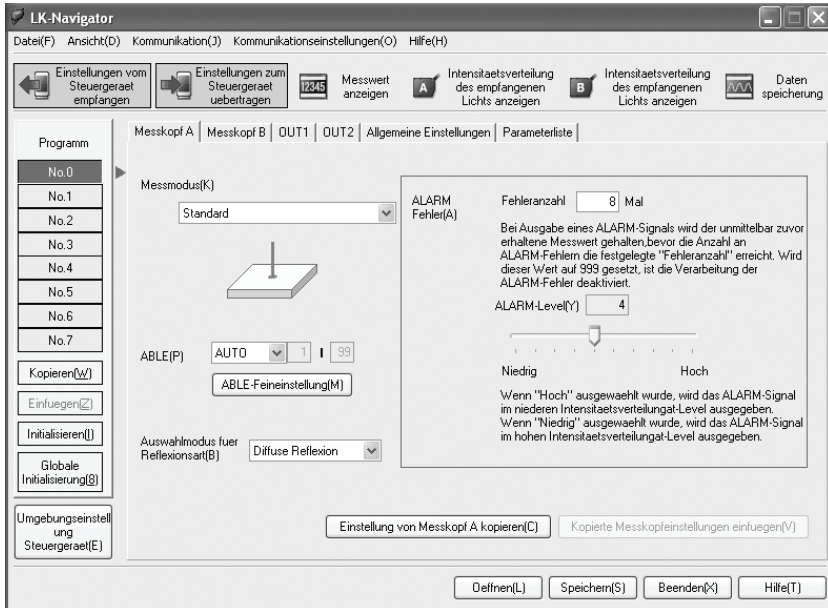 LK-Navigator
Datei(F) Ansicht(D) Kommunikation(J) Kommunikationseinstellungen(O) Hilfe(H)
Einstellungen vom
Steuergeraet
empfangen
Einstellungen zum
Steuergeraet
uebertragen
12345
Messwert
anzeigen
A
Intensitaetsverteilung
des empfangenen
Lichts anzeigen
B
Intensitaetsverteilung
des empfangenen
Lichts anzeigen
Daten
speicherung
Programm
No.0
No.1
No.2
No.3
No.4
No.5
No.6
No.7
Kopieren(W)
Einfuegen(Z)
Initialisieren(I)
Globale
Initialisierung(8)
Umgebungseinstell
ung
Steuergeraet(E)
Messkopf A Messkopf B OUT1 OUT2 Allgemeine Einstellungen Parameterliste
Messmodus(K)
Standard
ABLE(P) AUTO 1 I 99
ABLE-Feineinstellung(M)
Auswahlmodus fuer
Reflexionsart(B)
Diffuse Reflexion
ALARM
Fehler(A)
Fehleranzahl 8 Mal
Bei Ausgabe eines ALARM-Signals wird der unmittelbar zuvor
erhaltene Messwert gehalten,bevor die Anzahl an
ALARM-Fehlern die festgelegte "Fehleranzahl" erreicht. Wird
dieser Wert auf 999 gesetzt, ist die Verarbeitung der
ALARM-Fehler deaktiviert.
ALARM-Level(Y) 4
Niedrig Hoch
Wenn "Hoch" ausgewaehlt wurde, wird das ALARM-Signal
im niederen Intensitaetsverteilungat-Level ausgegeben.
Wenn "Niedrig" ausgewaehlt wurde, wird das ALARM-Signal
im hohen Intensitaetsverteilungat-Level ausgegeben.
Einstellung von Messkopf A kopieren(C) Kopierte Messkopfeinstellungen einfuegen(V)
Oeffnen(L) Speichern(S) Beenden(X) Hilfe(T)